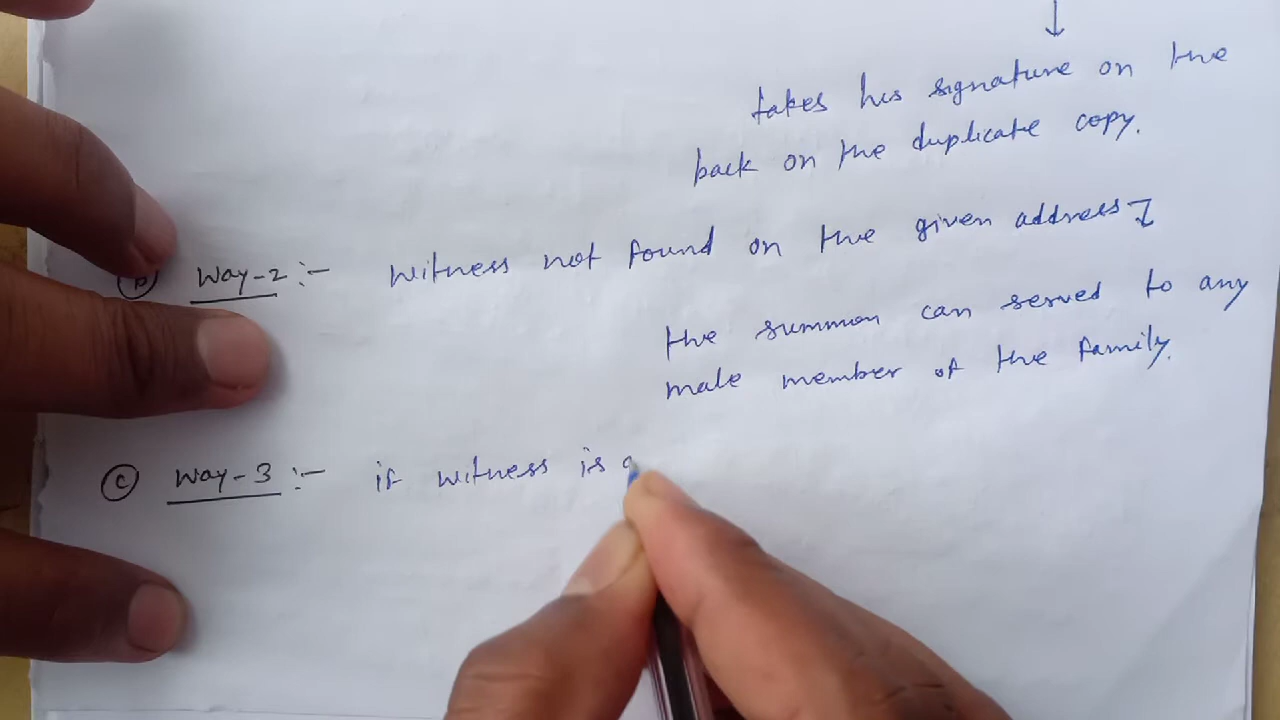 takes his signature on the
back on the duplicate copy.
(b) Way-2 :- Witness not found on the given address
the summon can served to any
male member of the family.
(c) Way-3 :- if witness is